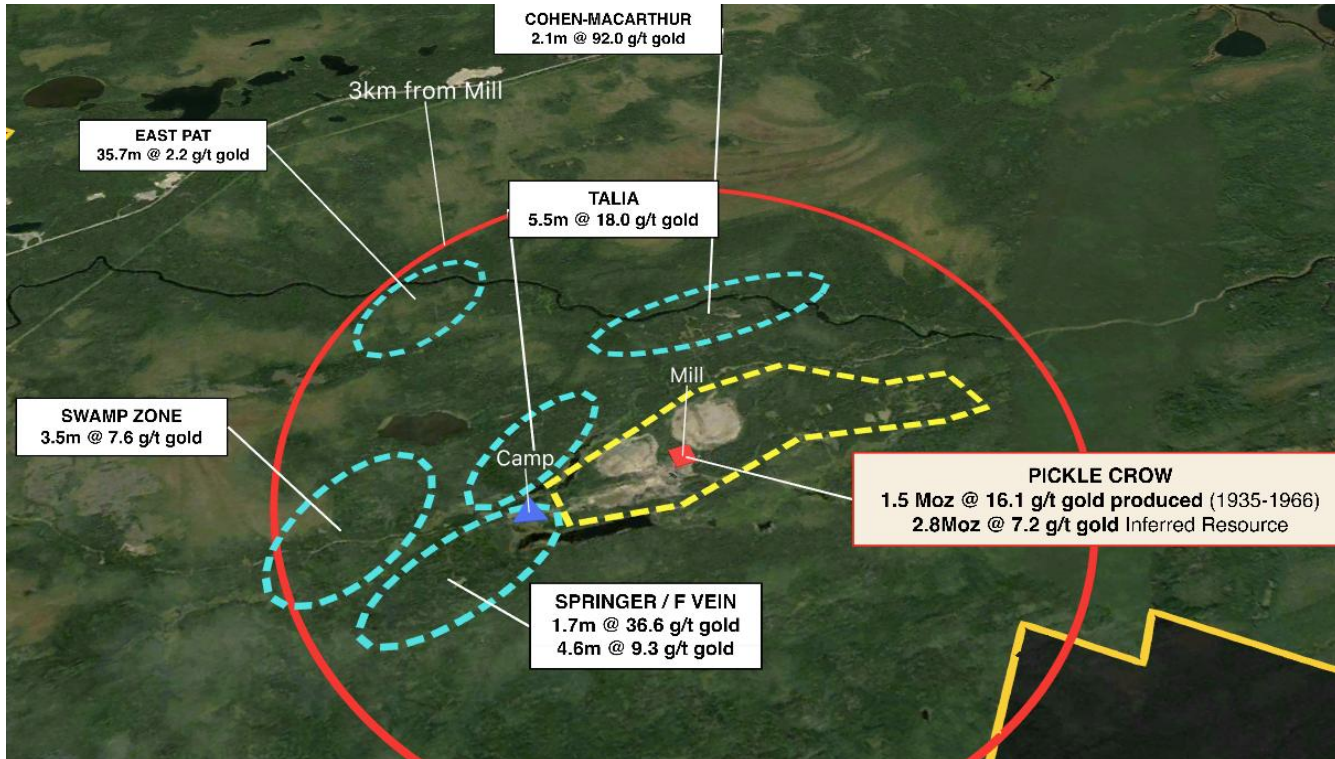 COHEN-MACARTHUR
2.1m @ 92.0 g/t gold
3km from Mill
EAST PAT
35.7m @ 2.2 g/t gold
TALIA
5.5m @ 18.0 g/t gold
Mill
SWAMP ZONE
3.5m @ 7.6 g/t gold
Camp
PICKLE CROW
1.5 Moz @ 16.1 g/t gold produced (1935-1966)
2.8Moz @ 7.2 g/t gold Inferred Resource
SPRINGER / F VEIN
1.7m @ 36.6 g/t gold
4.6m @ 9.3 g/t gold